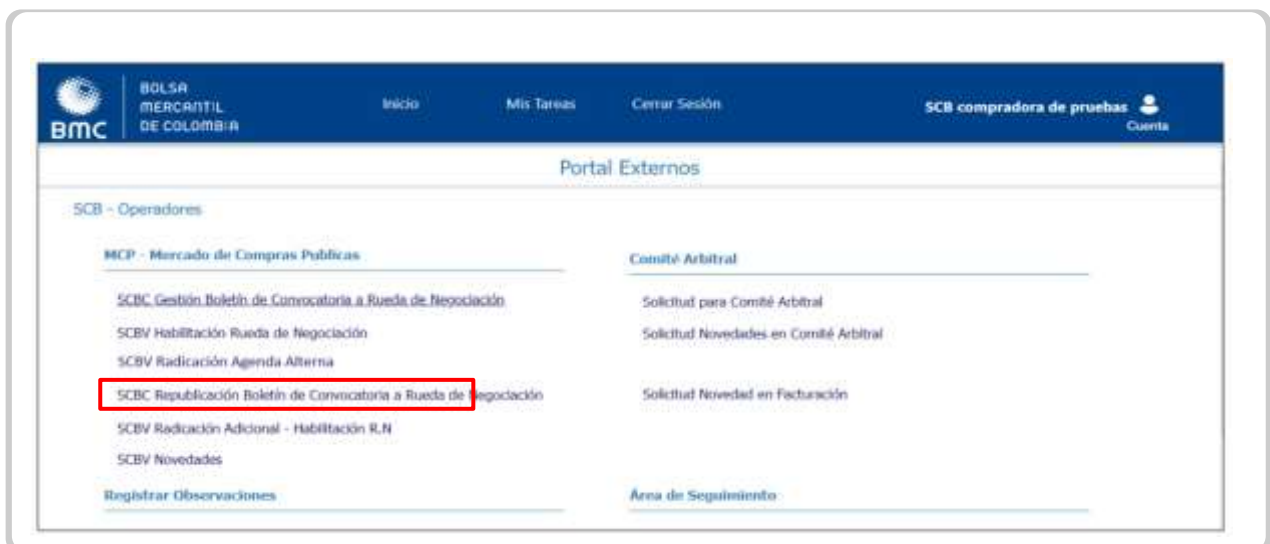 BOLSA
MERCANTIL
DE COLOMBIA
BMC
Inicio
Mis Tareas
Cerrar Sesión
SCB compradora de pruebas
Cuenta
Portal Externos
SCB - Operadores
MCP - Mercado de Compras Publicas
SCBC Gestión Boletín de Convocatoria a Rueda de Negociación
SCBV Habilitación Rueda de Negociación
SCBV Radicación Agenda Alterna
SCBC Republicación Boletín de Convocatoria a Rueda de Negociación
SCBV Radicación Adicional - Habilitación R.N
SCBV Novedades
Registrar Observaciones
Comité Arbitral
Solicitud para Comité Arbitral
Solicitud Novedades en Comité Arbitral
Solicitud Novedad en Facturación
Área de Seguimiento